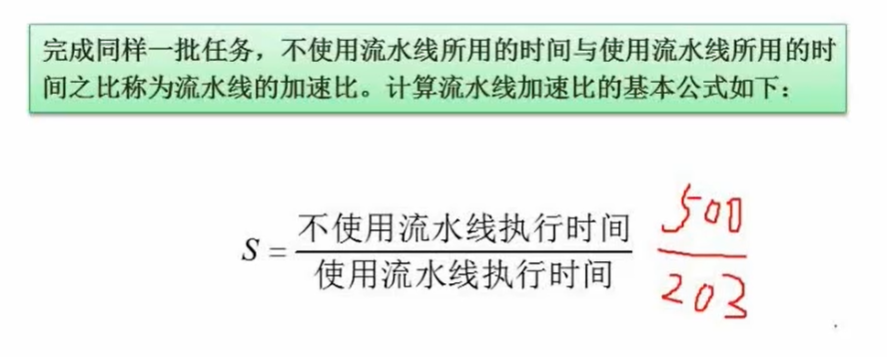 完成同样一批任务，不使用流水线所用的时间与使用流水线所用的时
间之比称为流水线的加速比。计算流水线加速比的基本公式如下：
S = 不使用流水线执行时间
使用流水线执行时间
500
203